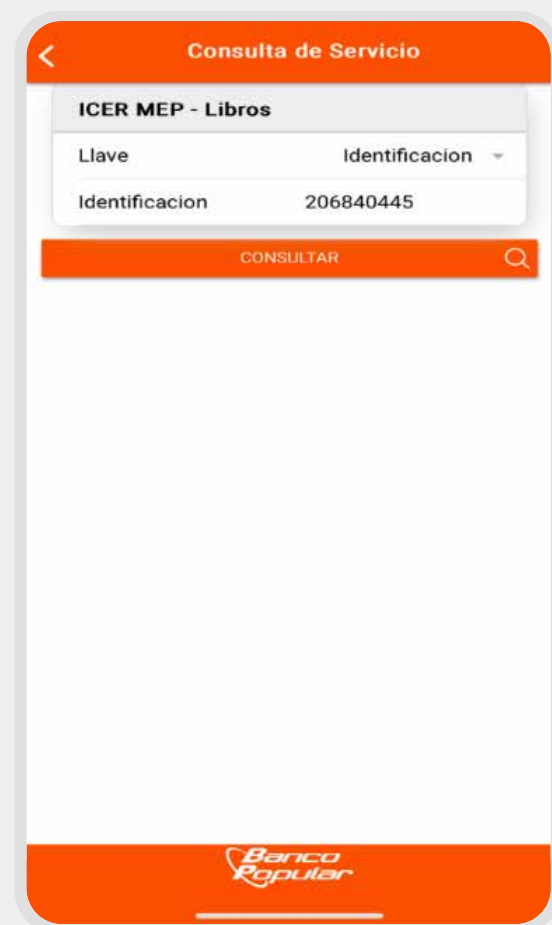 Consulta de Servicio
ICER MEP - Libros
Llave Identificacion
Identificacion 206840445
CONSULTAR
Banco
Popular